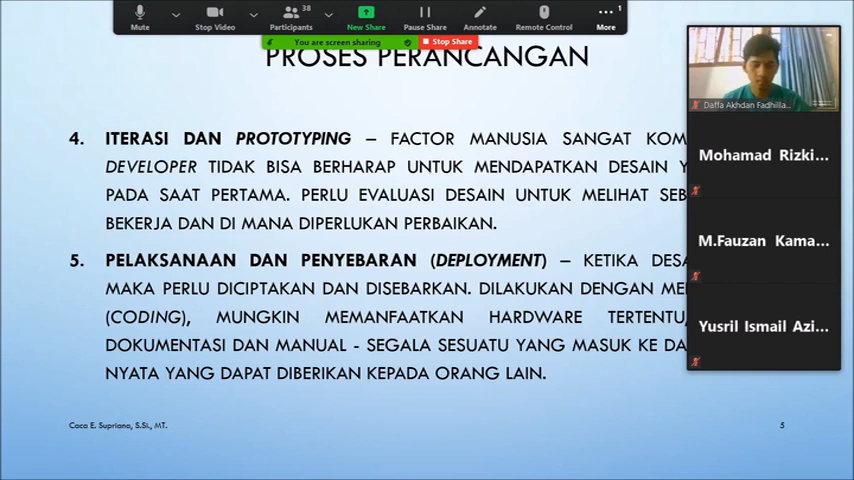 Mute
Stop Video
38
Participants
New Share
Pause Share
Annotate
Remote Control
1
More
You are screen sharing
Stop Share
PROSES PERANCANGAN
4. ITERASI DAN PROTOTYPING – FACTOR MANUSIA SANGAT KOM
DEVELOPER TIDAK BISA BERHARAP UNTUK MENDAPATKAN DESAIN Y
PADA SAAT PERTAMA. PERLU EVALUASI DESAIN UNTUK MELIHAT SEB
BEKERJA DAN DI MANA DIPERLUKAN PERBAIKAN.
5. PELAKSANAAN DAN PENYEBARAN (DEPLOYMENT) – KETIKA DESA
MAKA PERLU DICIPTAKAN DAN DISEBARKAN. DILAKUKAN DENGAN ME
(CODING), MUNGKIN MEMANFAATKAN HARDWARE TERTENTU,
DOKUMENTASI DAN MANUAL - SEGALA SESUATU YANG MASUK KE DA
NYATA YANG DAPAT DIBERIKAN KEPADA ORANG LAIN.
Caca E. Supriana, S.Si., MT.
5
Daffa Akhdan Fadhilla...
Mohamad Rizki...
M.Fauzan Kama...
Yusril Ismail Azi...